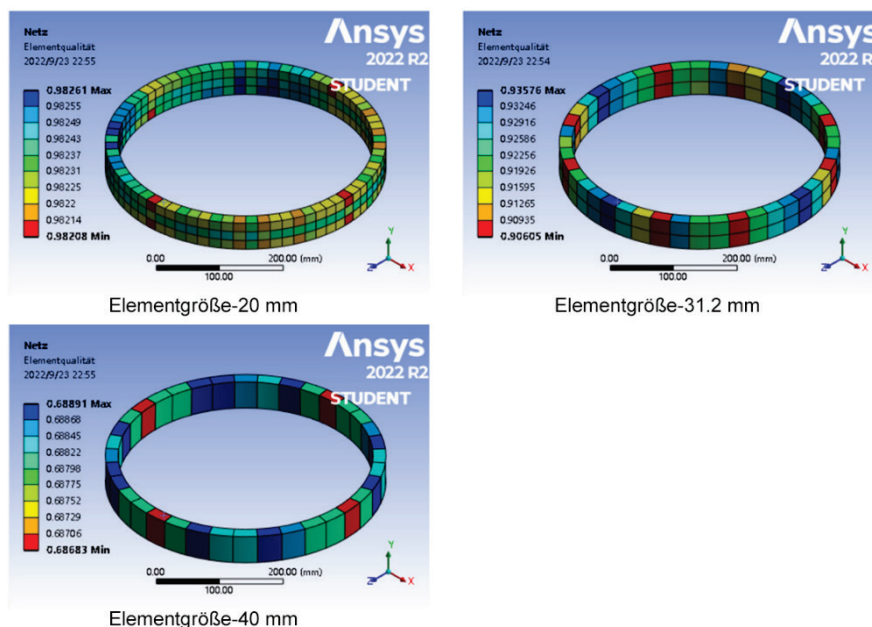 Netz
Elementqualität
2022/9/23 22:55
0.98261 Max
0.98255
0.98249
0.98243
0.98237
0.98231
0.98225
0.9822
0.98214
0.98208 Min
Ansys
2022 R2
STUDENT
0.00
200.00 (mm)
100.00
Y
Z
X
Elementgröße-20 mm
Netz
Elementqualität
2022/9/23 22:54
0.93576 Max
0.93246
0.92916
0.92586
0.92256
0.91926
0.91595
0.91265
0.90935
0.90605 Min
Ansys
2022 R2
STUDENT
0.00
200.00 (mm)
100.00
Y
Z
X
Elementgröße-31.2 mm
Netz
Elementqualität
2022/9/23 22:55
0.68891 Max
0.68868
0.68845
0.68822
0.68798
0.68775
0.68752
0.68729
0.68706
0.68683 Min
Ansys
2022 R2
STUDENT
0.00
200.00 (mm)
100.00
Y
Z
X
Elementgröße-40 mm